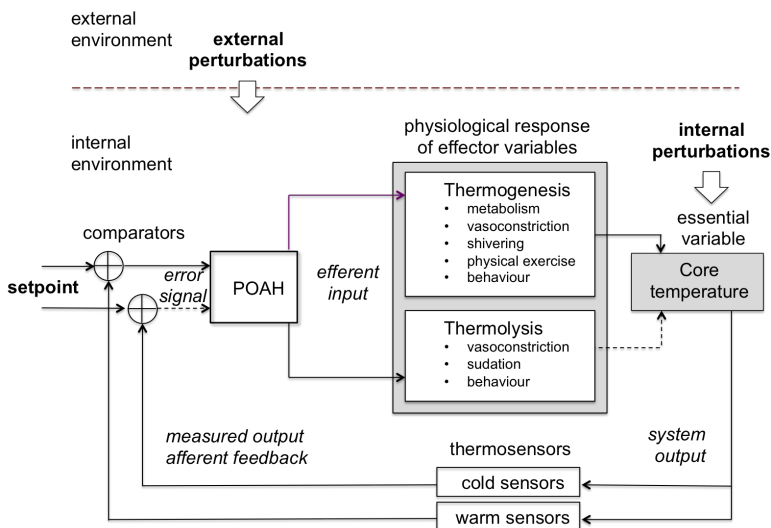 external
environment
external
perturbations
internal
environment
physiological response
of effector variables
internal
perturbations
Thermogenesis
• metabolism
• vasoconstriction
• shivering
• physical exercise
• behaviour
essential
variable
comparators
Core
temperature
setpoint
error
signal
POAH
efferent
input
Thermolysis
• vasoconstriction
• sudation
• behaviour
measured output
afferent feedback
thermosensors
system
output
cold sensors
warm sensors